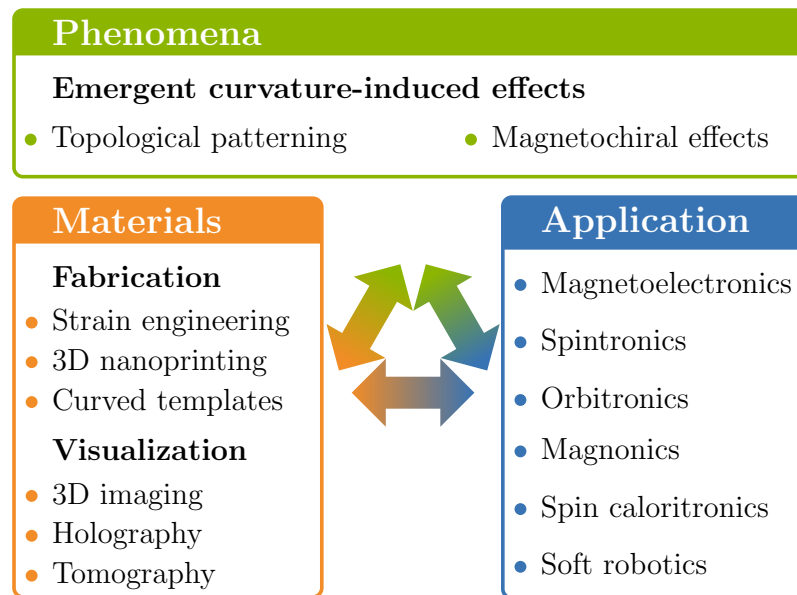 Phenomena
Emergent curvature-induced effects
• Topological patterning
• Magnetochiral effects
Materials
Fabrication
• Strain engineering
• 3D nanoprinting
• Curved templates
Visualization
• 3D imaging
• Holography
• Tomography
Application
• Magnetoelectronics
• Spintronics
• Orbitronics
• Magnonics
• Spin caloritronics
• Soft robotics